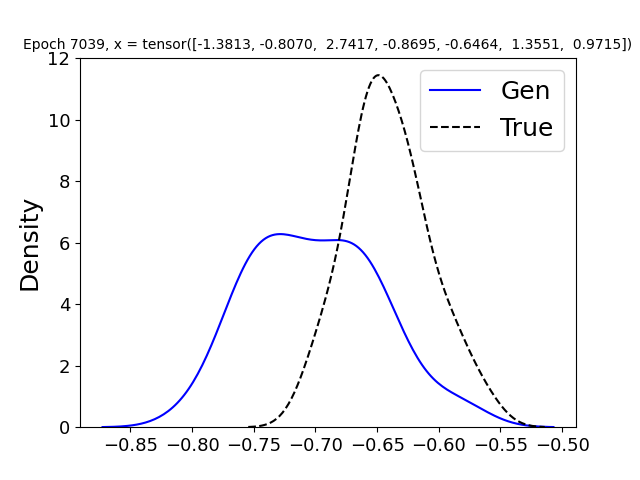 Epoch 7039, x = tensor([-1.3813, -0.8070,  2.7417, -0.8695, -0.6464,  1.3551,  0.9715])
12
10
8
6
4
2
0
Density
Gen
True
−0.85 −0.80 −0.75 −0.70 −0.65 −0.60 −0.55 −0.50